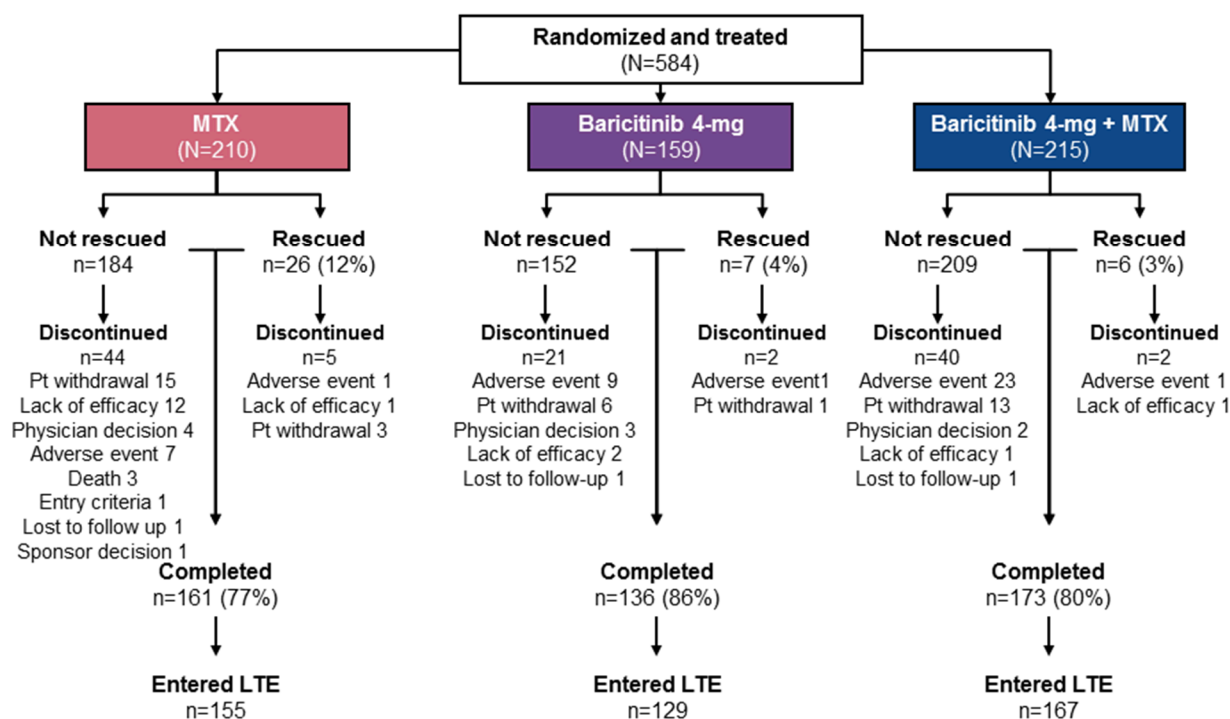 Randomized and treated
(N=584)
MTX
(N=210)
Baricitinib 4-mg
(N=159)
Baricitinib 4-mg + MTX
(N=215)
Not rescued
n=184
Rescued
n=26 (12%)
Not rescued
n=152
Rescued
n=7 (4%)
Not rescued
n=209
Rescued
n=6 (3%)
Discontinued
n=44
Pt withdrawal 15
Lack of efficacy 12
Physician decision 4
Adverse event 7
Death 3
Entry criteria 1
Lost to follow up 1
Sponsor decision 1
Discontinued
n=5
Adverse event 1
Lack of efficacy 1
Pt withdrawal 3
Discontinued
n=21
Adverse event 9
Pt withdrawal 6
Physician decision 3
Lack of efficacy 2
Lost to follow-up 1
Discontinued
n=2
Adverse event1
Pt withdrawal 1
Discontinued
n=40
Adverse event 23
Pt withdrawal 13
Physician decision 2
Lack of efficacy 1
Lost to follow-up 1
Discontinued
n=2
Adverse event 1
Lack of efficacy 1
Completed
n=161 (77%)
Completed
n=136 (86%)
Completed
n=173 (80%)
Entered LTE
n=155
Entered LTE
n=129
Entered LTE
n=167